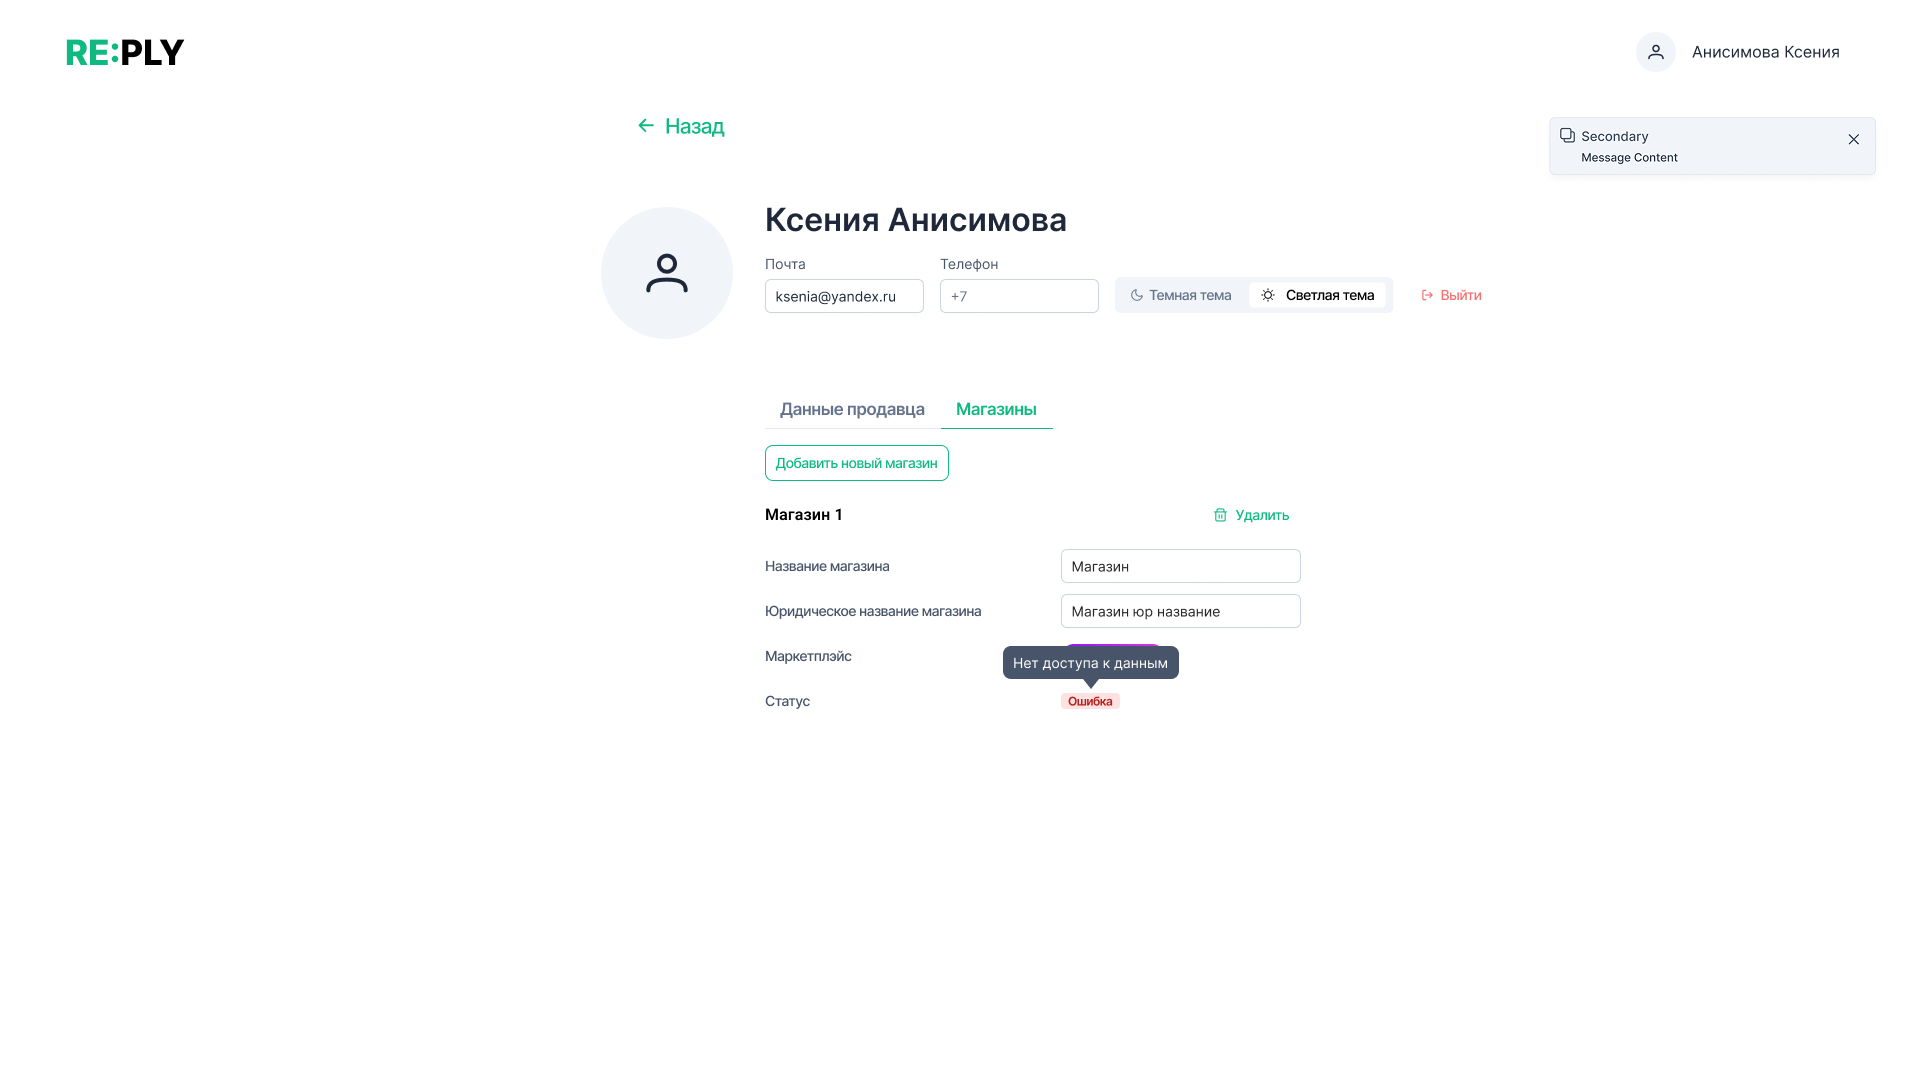 RE:PLY
Анисимова Ксения
Назад
Secondary
Message Content
Ксения Анисимова
Почта
Телефон
ksenia@yandex.ru
+7
Темная тема
Светлая тема
Выйти
Данные продавца
Магазины
Добавить новый магазин
Магазин 1
Удалить
Название магазина
Магазин
Юридическое название магазина
Магазин юр название
Маркетплэйс
Нет доступа к данным
Статус
Ошибка